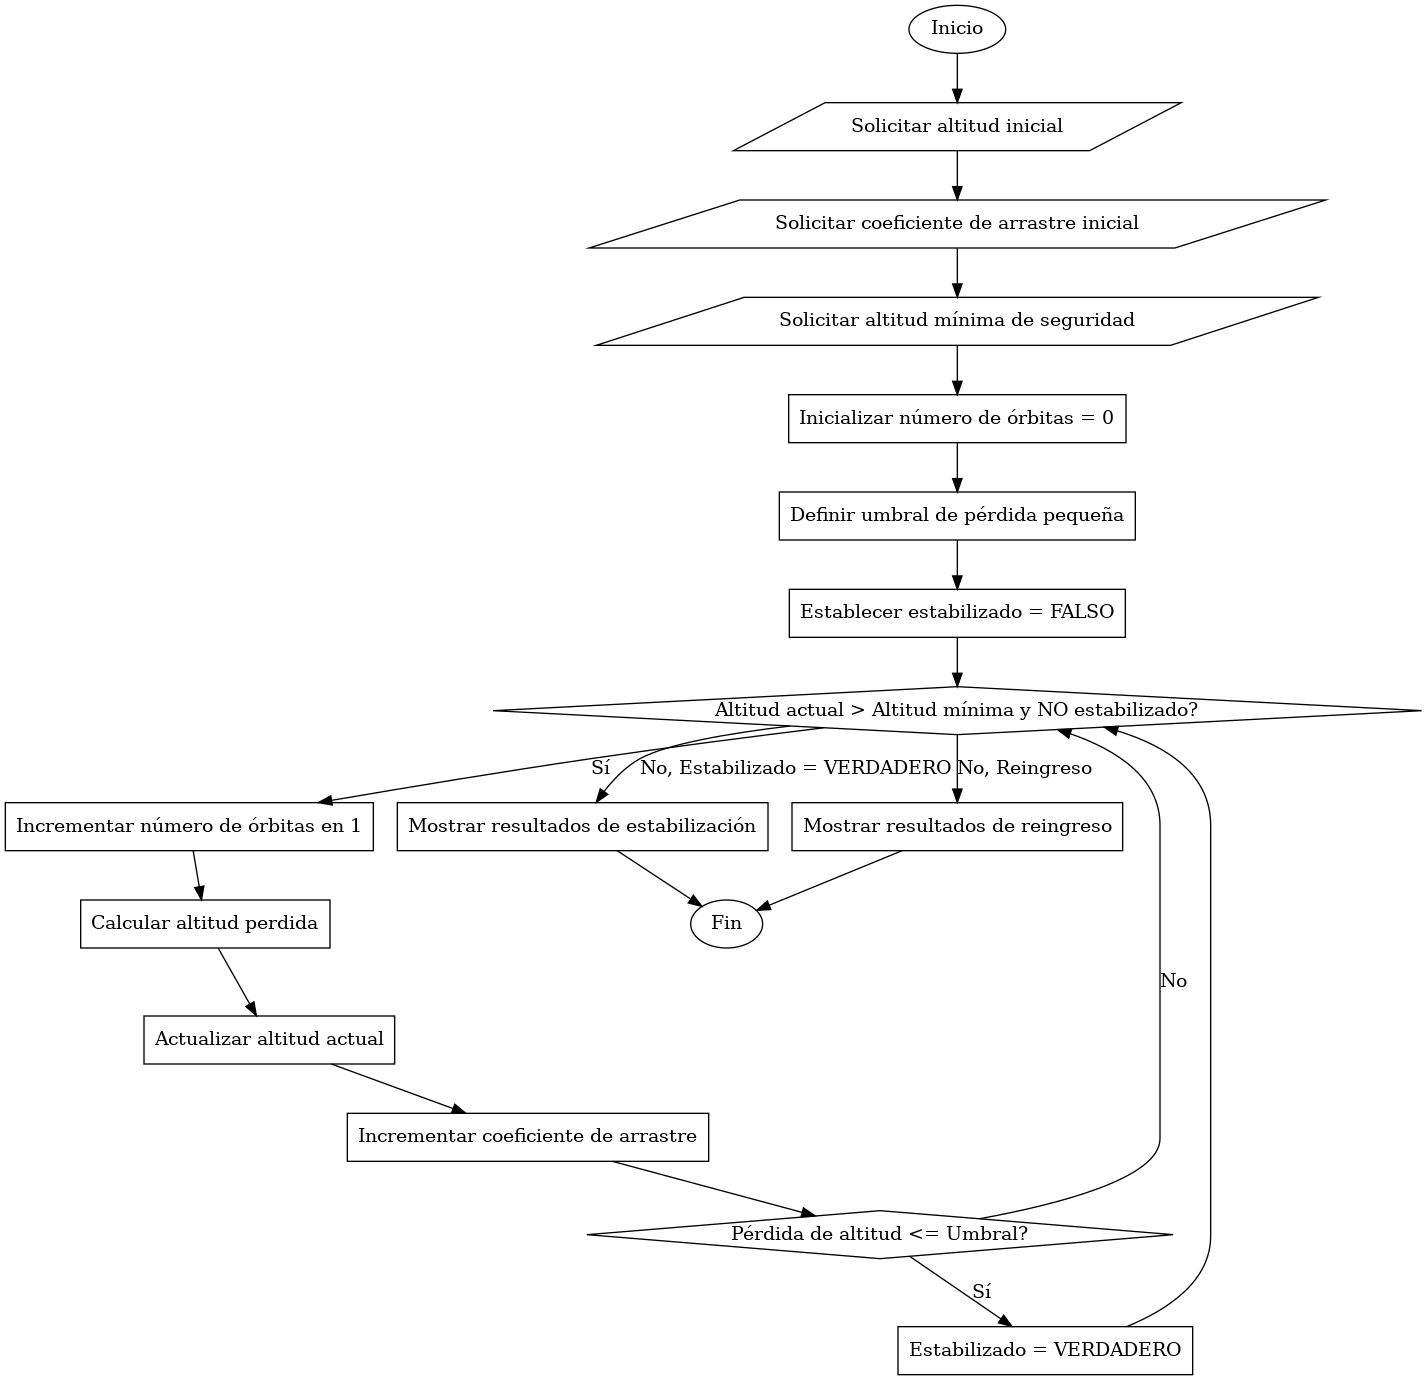 Inicio
Solicitar altitud inicial
Solicitar coeficiente de arrastre inicial
Solicitar altitud mínima de seguridad
Inicializar número de órbitas = 0
Definir umbral de pérdida pequeña
Establecer estabilizado = FALSO
Altitud actual > Altitud mínima y NO estabilizado?
Sí
No, Estabilizado = VERDADERO
No, Reingreso
Incrementar número de órbitas en 1
Mostrar resultados de estabilización
Mostrar resultados de reingreso
Calcular altitud perdida
Fin
No
Actualizar altitud actual
Incrementar coeficiente de arrastre
Pérdida de altitud <= Umbral?
Sí
Estabilizado = VERDADERO